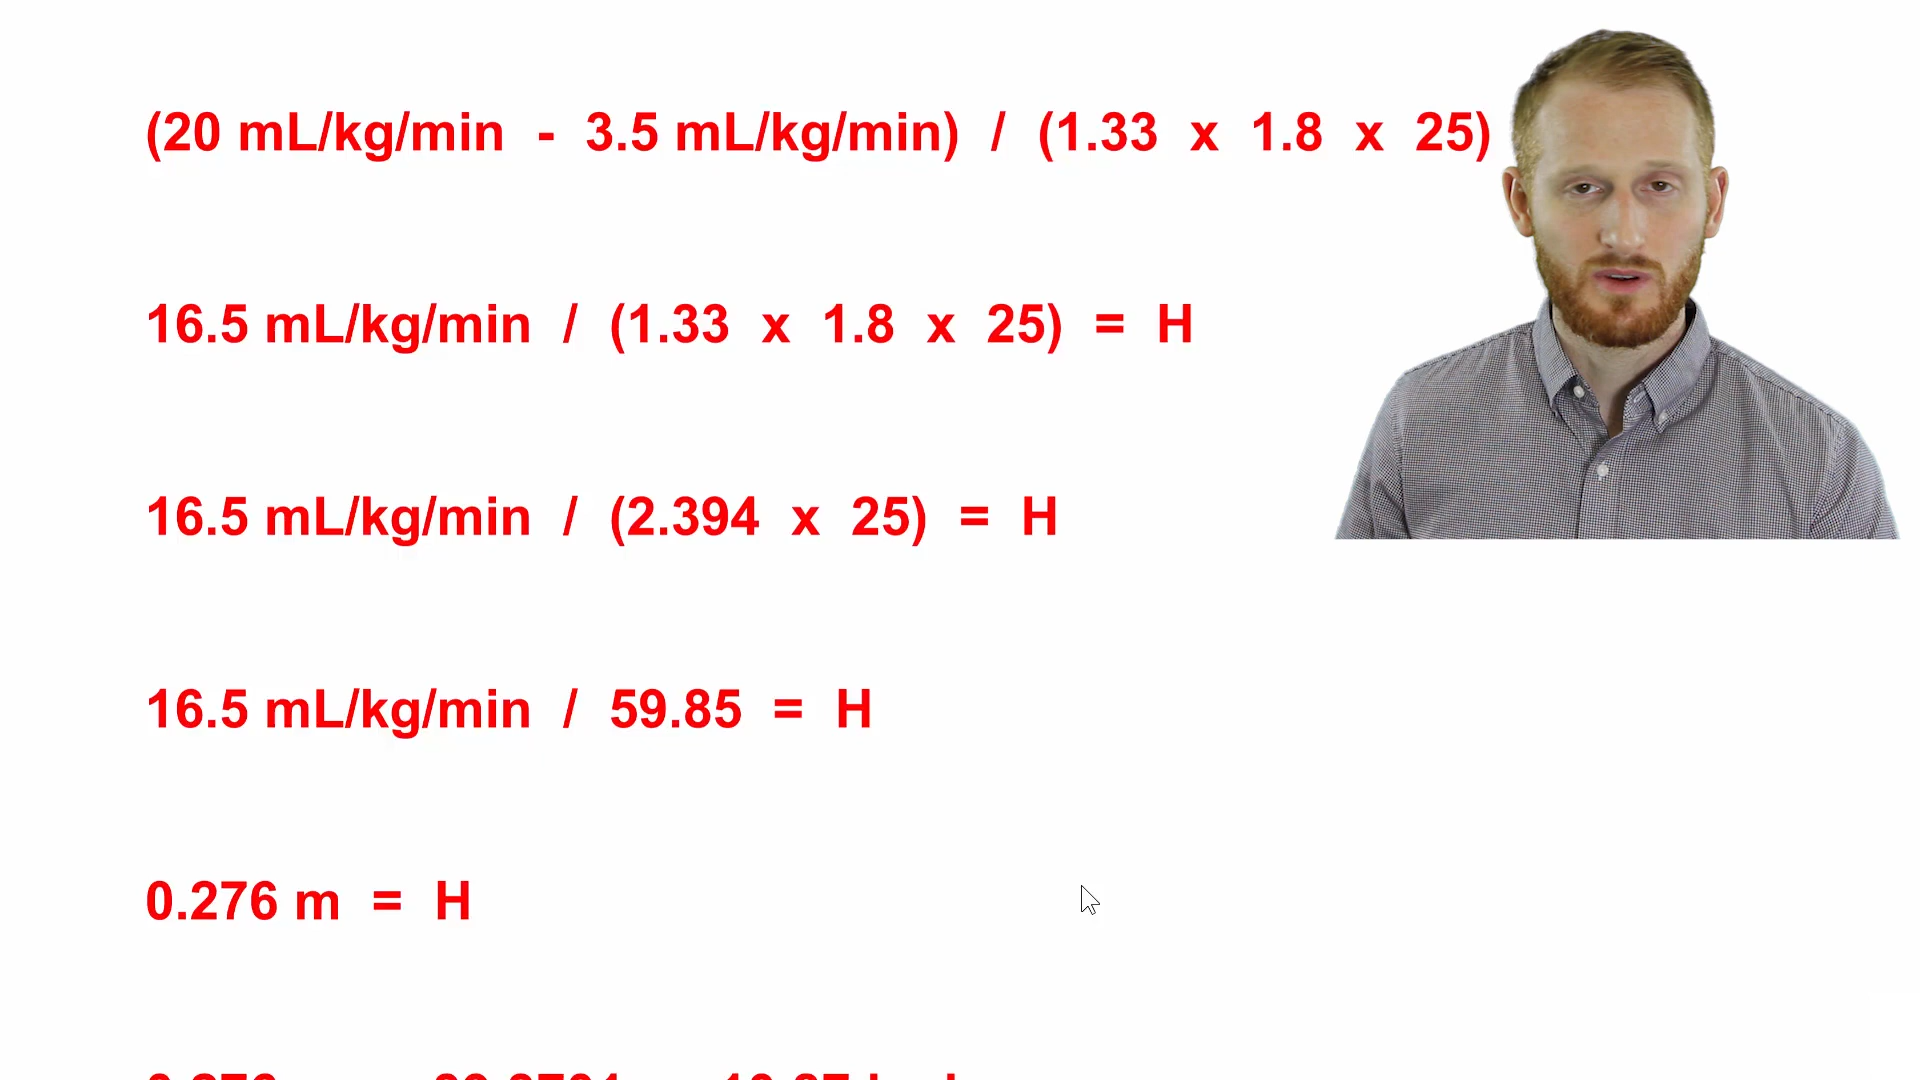 (20 mL/kg/min - 3.5 mL/kg/min) / (1.33 x 1.8 x 25)
16.5 mL/kg/min / (1.33 x 1.8 x 25) = H
16.5 mL/kg/min / (2.394 x 25) = H
16.5 mL/kg/min / 59.85 = H
0.276 m = H